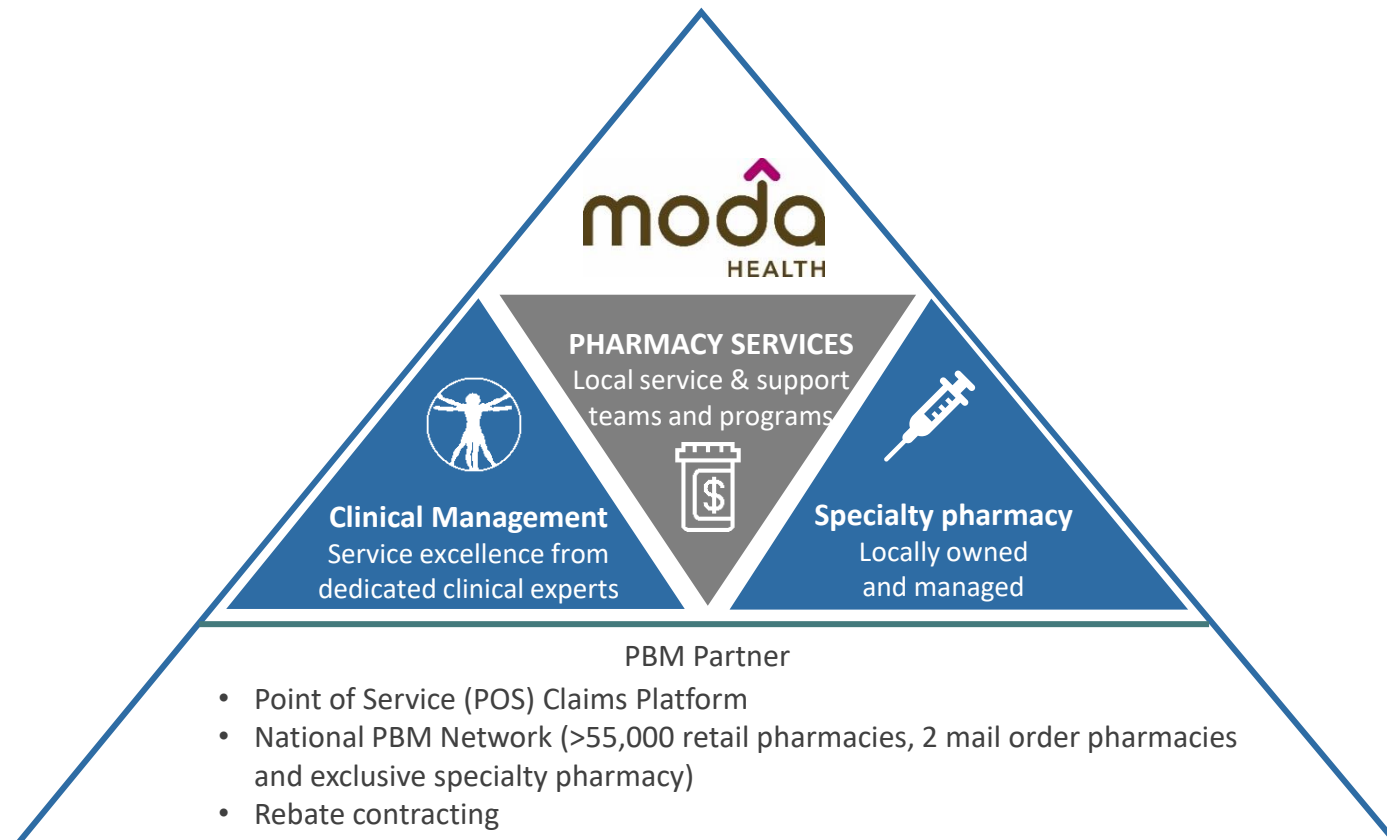 moda
HEALTH
PHARMACY SERVICES
Local service & support
teams and programs
$
Clinical Management
Service excellence from
dedicated clinical experts
Specialty pharmacy
Locally owned
and managed
PBM Partner
• Point of Service (POS) Claims Platform
• National PBM Network (>55,000 retail pharmacies, 2 mail order pharmacies
and exclusive specialty pharmacy)
• Rebate contracting